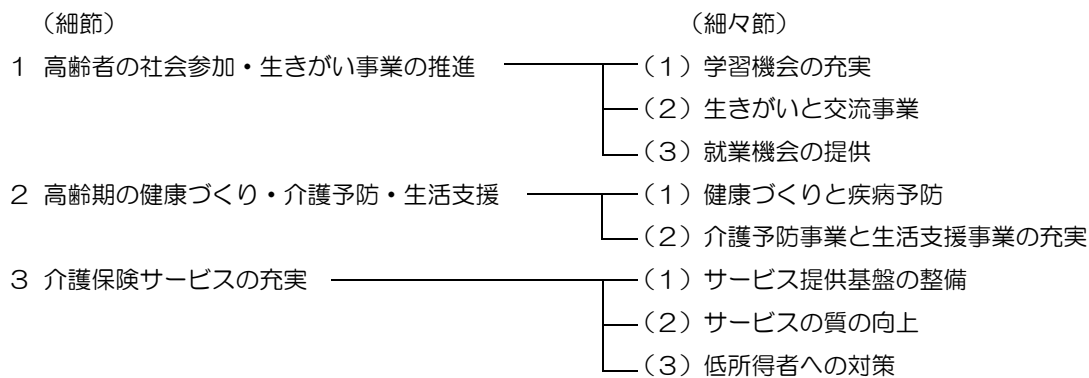 （細節） （細々節）
1 高齢者の社会参加・生きがい事業の推進 （1）学習機会の充実
（2）生きがいと交流事業
（3）就業機会の提供
2 高齢期の健康づくり・介護予防・生活支援 （1）健康づくりと疾病予防
（2）介護予防事業と生活支援事業の充実
3 介護保険サービスの充実 （1）サービス提供基盤の整備
（2）サービスの質の向上
（3）低所得者への対策